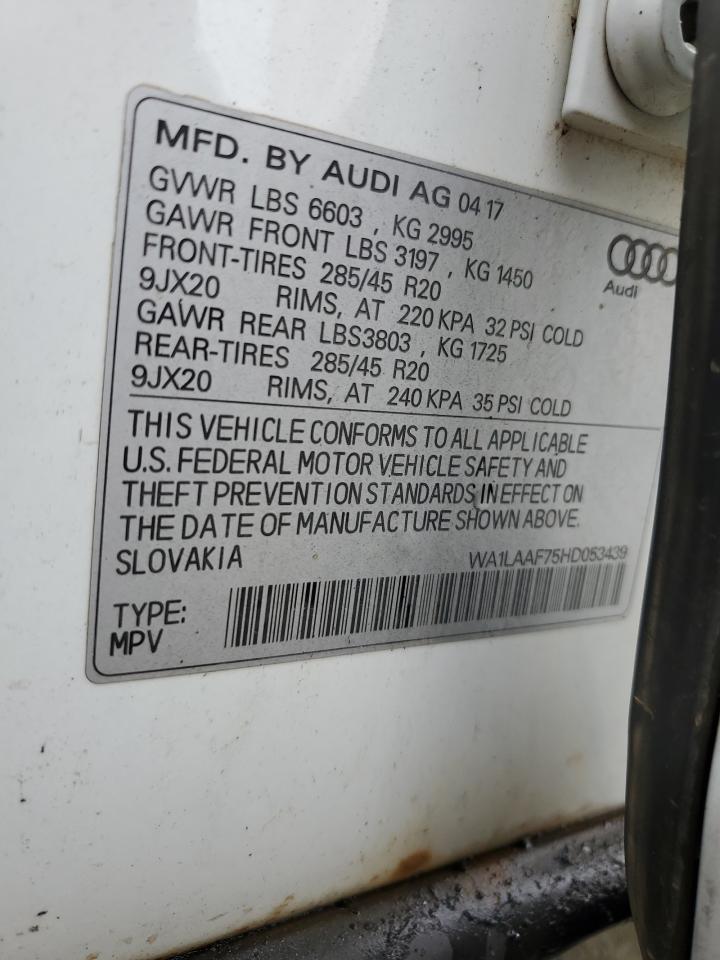 MFD. BY AUDI AG 04 17
GVWR LBS 6603 , KG 2995
GAWR FRONT LBS 3197 , KG 1450
FRONT-TIRES 285/45 R20
9JX20 RIMS, AT 220 KPA 32 PSI COLD
GAWR REAR LBS3803 , KG 1725
REAR-TIRES 285/45 R20
9JX20 RIMS, AT 240 KPA 35 PSI COLD
Audi
THIS VEHICLE CONFORMS TO ALL APPLICABLE
U.S. FEDERAL MOTOR VEHICLE SAFETY AND
THEFT PREVENTION STANDARDS IN EFFECT ON
THE DATE OF MANUFACTURE SHOWN ABOVE.
SLOVAKIA WA1LAAF75HD053439
TYPE:
MPV